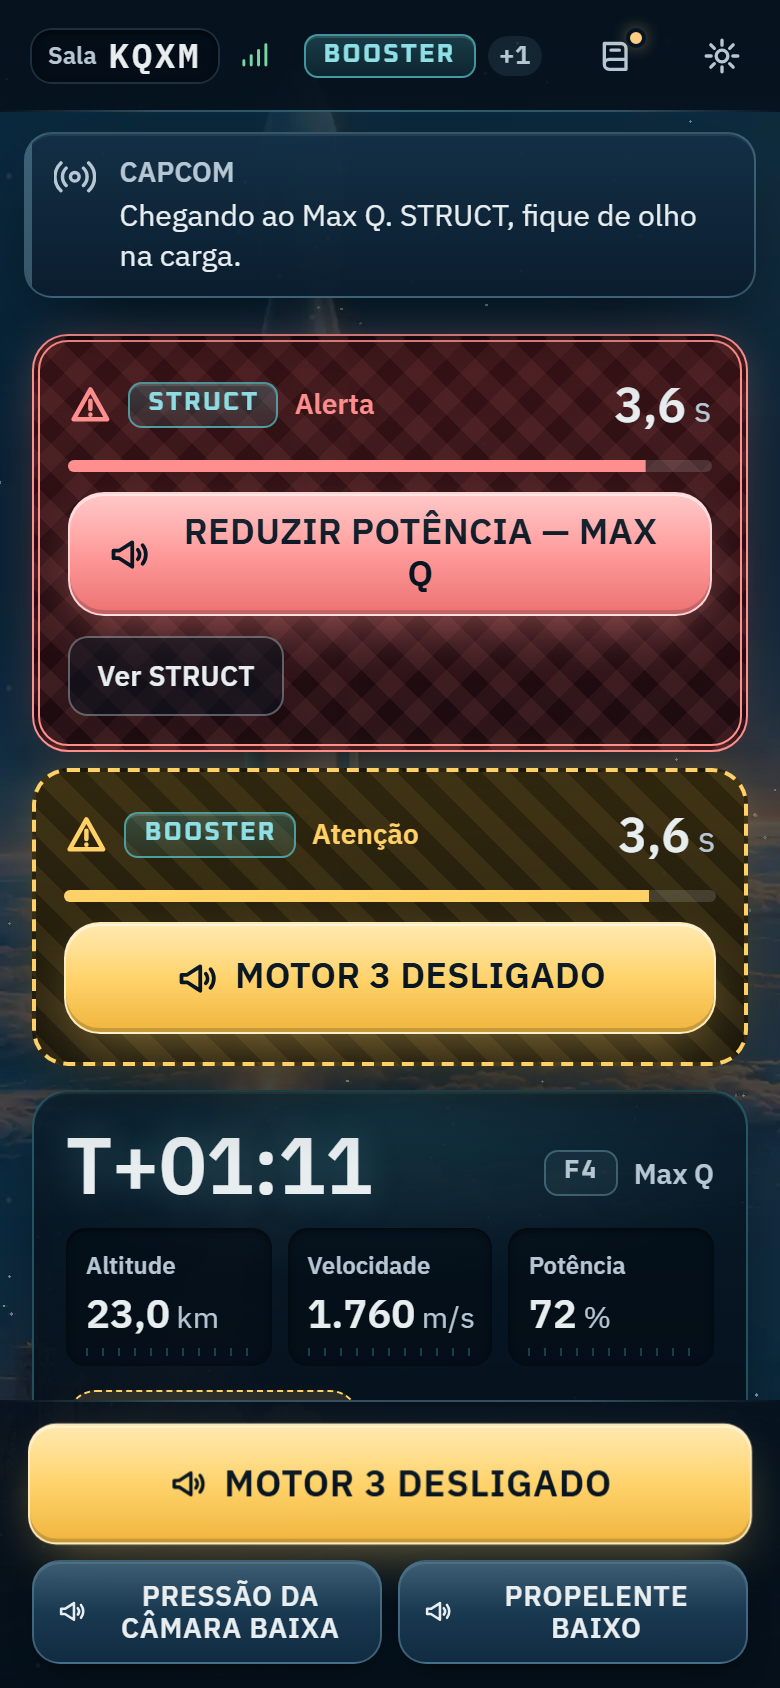 Sala KQXM BOOSTER +1
CAPCOM
Chegando ao Max Q. STRUCT, fique de olho
na carga.
STRUCT Alerta 3,6 s
REDUZIR POTÊNCIA — MAX
Q
Ver STRUCT
BOOSTER Atenção 3,6 s
MOTOR 3 DESLIGADO
T+01:11 F4 Max Q
Altitude Velocidade Potência
23,0 km 1.760 m/s 72 %
MOTOR 3 DESLIGADO
PRESSÃO DA
CÂMARA BAIXA
PROPELENTE
BAIXO